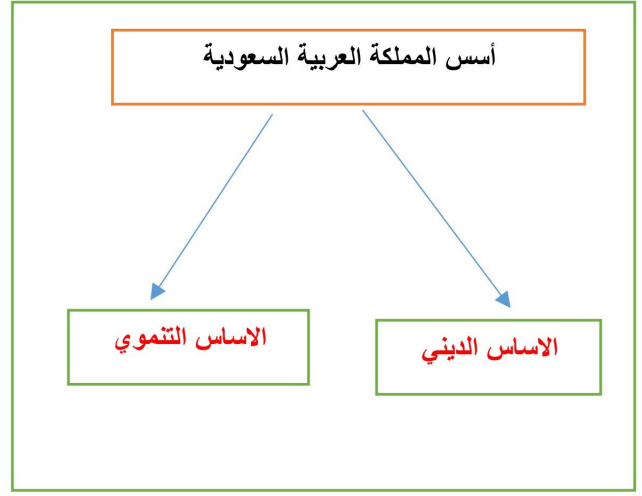 أسس المملكة العربية السعودية
الاساس الديني
الاساس التنموي